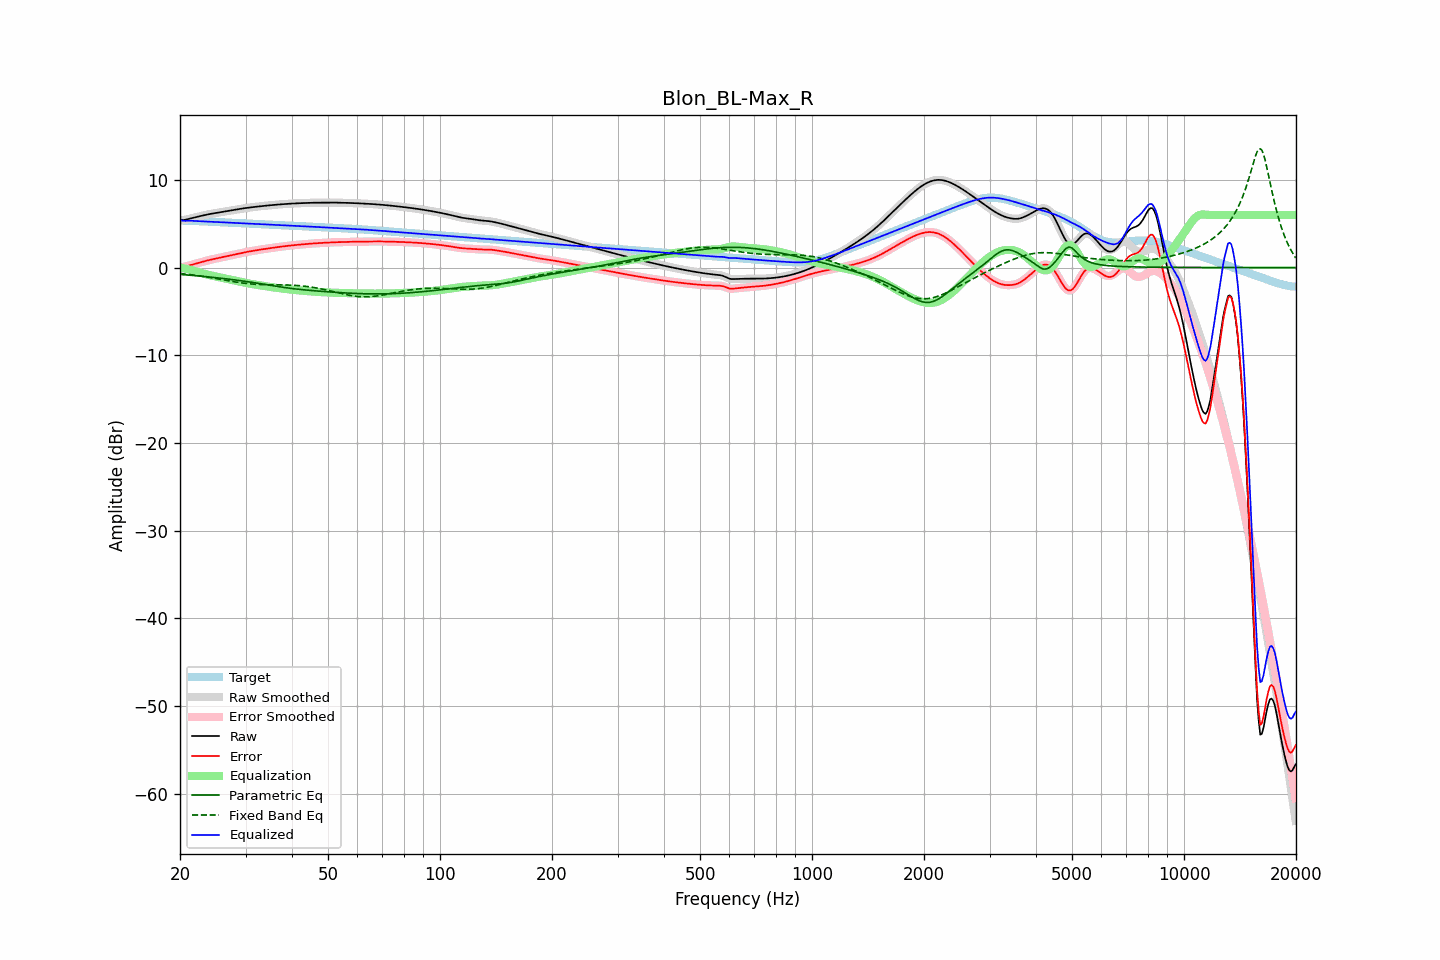 Blon_BL-Max_R
Amplitude (dBr)
10
0
−10
−20
−30
−40
−50
−60
Target
Raw Smoothed
Error Smoothed
Raw
Error
Equalization
Parametric Eq
Fixed Band Eq
Equalized
20 50 100 200 500 1000 2000 5000 10000 20000
Frequency (Hz)